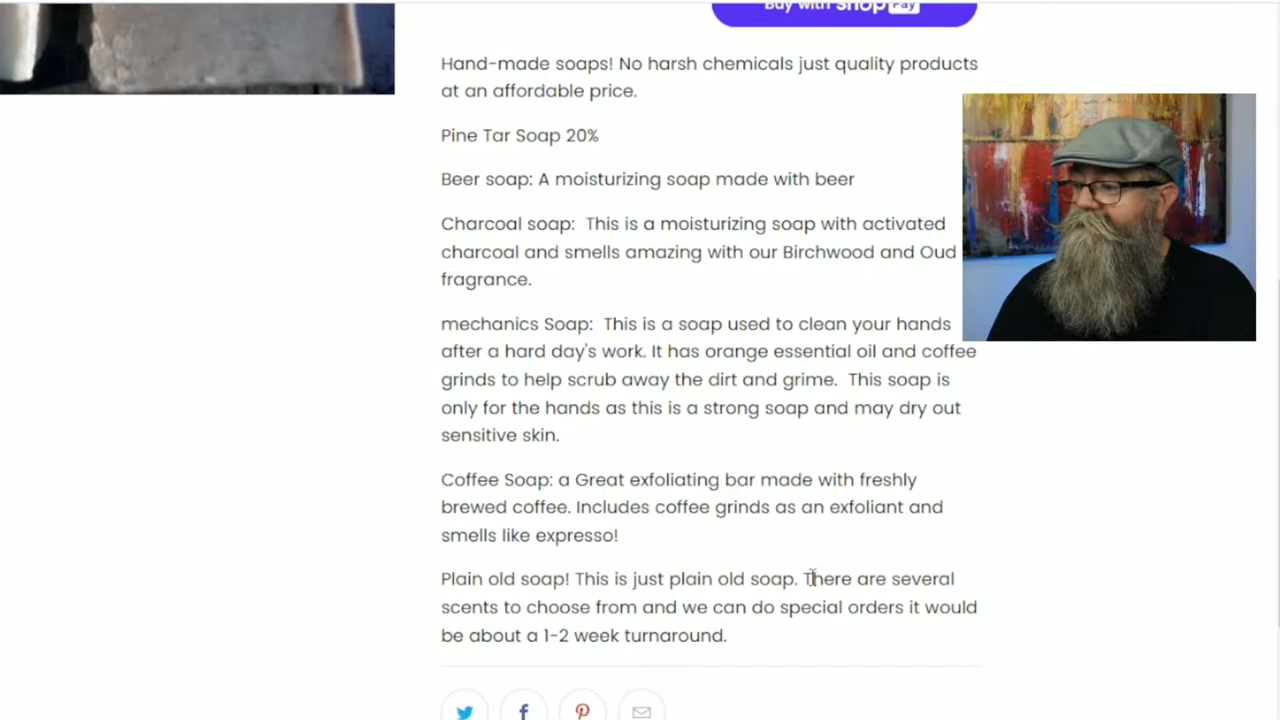 Buy with shop Pay
Hand-made soaps! No harsh chemicals just quality products
at an affordable price.
Pine Tar Soap 20%
Beer soap: A moisturizing soap made with beer
Charcoal soap:  This is a moisturizing soap with activated
charcoal and smells amazing with our Birchwood and Oud
fragrance.
mechanics Soap:  This is a soap used to clean your hands
after a hard day's work. It has orange essential oil and coffee
grinds to help scrub away the dirt and grime.  This soap is
only for the hands as this is a strong soap and may dry out
sensitive skin.
Coffee Soap: a Great exfoliating bar made with freshly
brewed coffee. Includes coffee grinds as an exfoliant and
smells like expresso!
Plain old soap! This is just plain old soap. There are several
scents to choose from and we can do special orders it would
be about a 1-2 week turnaround.